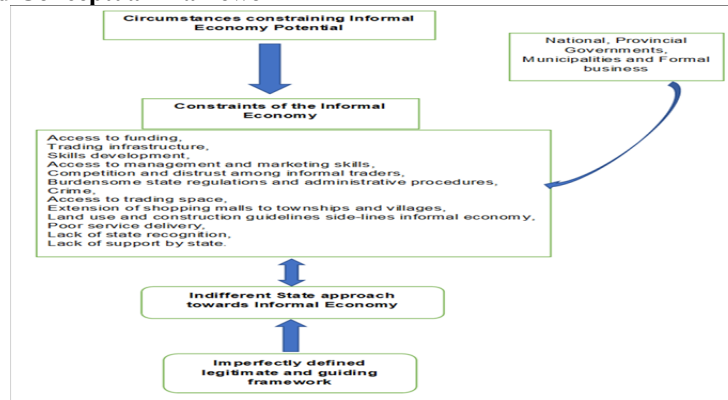 Circumstances constraining Informal
Economy Potential
National, Provincial
Governments,
Municipalities and Formal
business
Constraints of the Informal
Economy
Access to funding,
Trading infrastructure,
Skills development,
Access to management and marketing skills,
Competition and distrust among informal traders,
Burdensome state regulations and administrative procedures,
Crime,
Access to trading space,
Extension of shopping malls to townships and villages,
Land use and construction guidelines side-lines informal economy,
Poor service delivery,
Lack of state recognition,
Lack of support by state.
Indifferent State approach
towards Informal Economy
Imperfectly defined
legitimate and guiding
framework